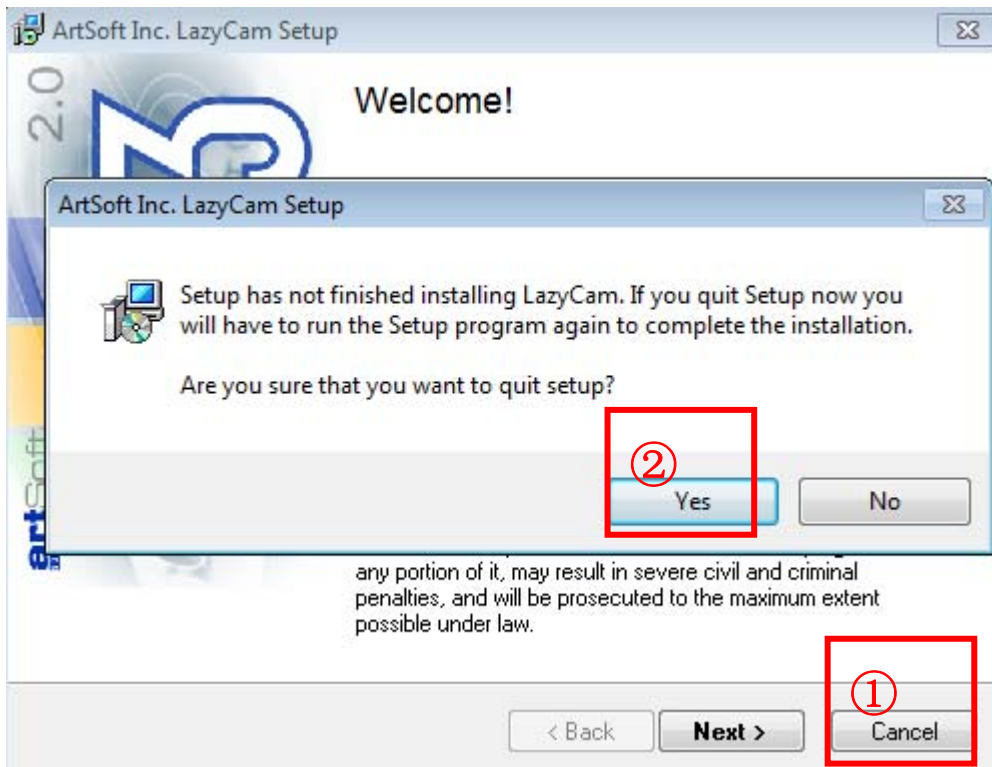 ArtSoft Inc. LazyCam Setup
2.0
Welcome!
ArtSoft Inc. LazyCam Setup
Setup has not finished installing LazyCam. If you quit Setup now you
will have to run the Setup program again to complete the installation.
Are you sure that you want to quit setup?
②
Yes
No
artSoft
any portion of it, may result in severe civil and criminal
penalties, and will be prosecuted to the maximum extent
possible under law.
①
< Back
Next >
Cancel